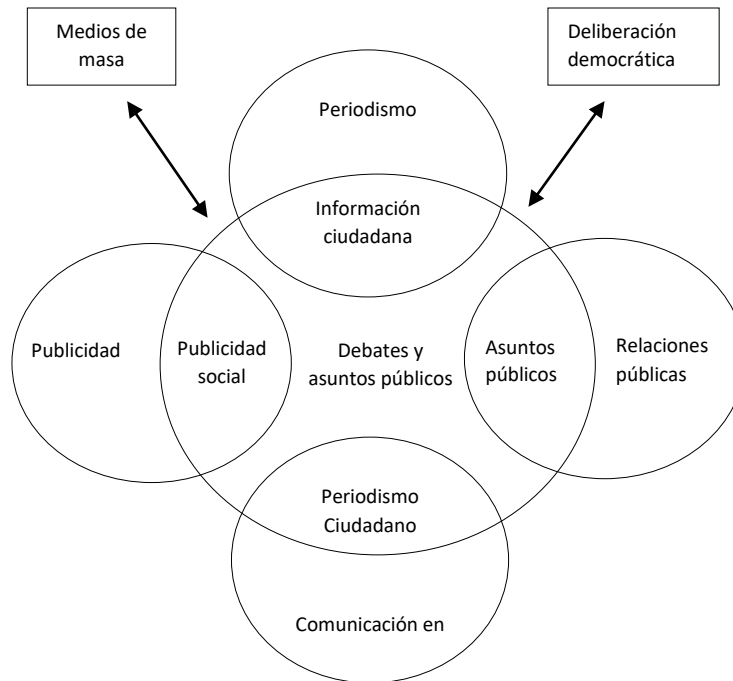 Medios de
masa
Deliberación
democrática
Periodismo
Información
ciudadana
Publicidad
Publicidad
social
Debates y
asuntos públicos
Asuntos
públicos
Relaciones
públicas
Periodismo
Ciudadano
Comunicación en